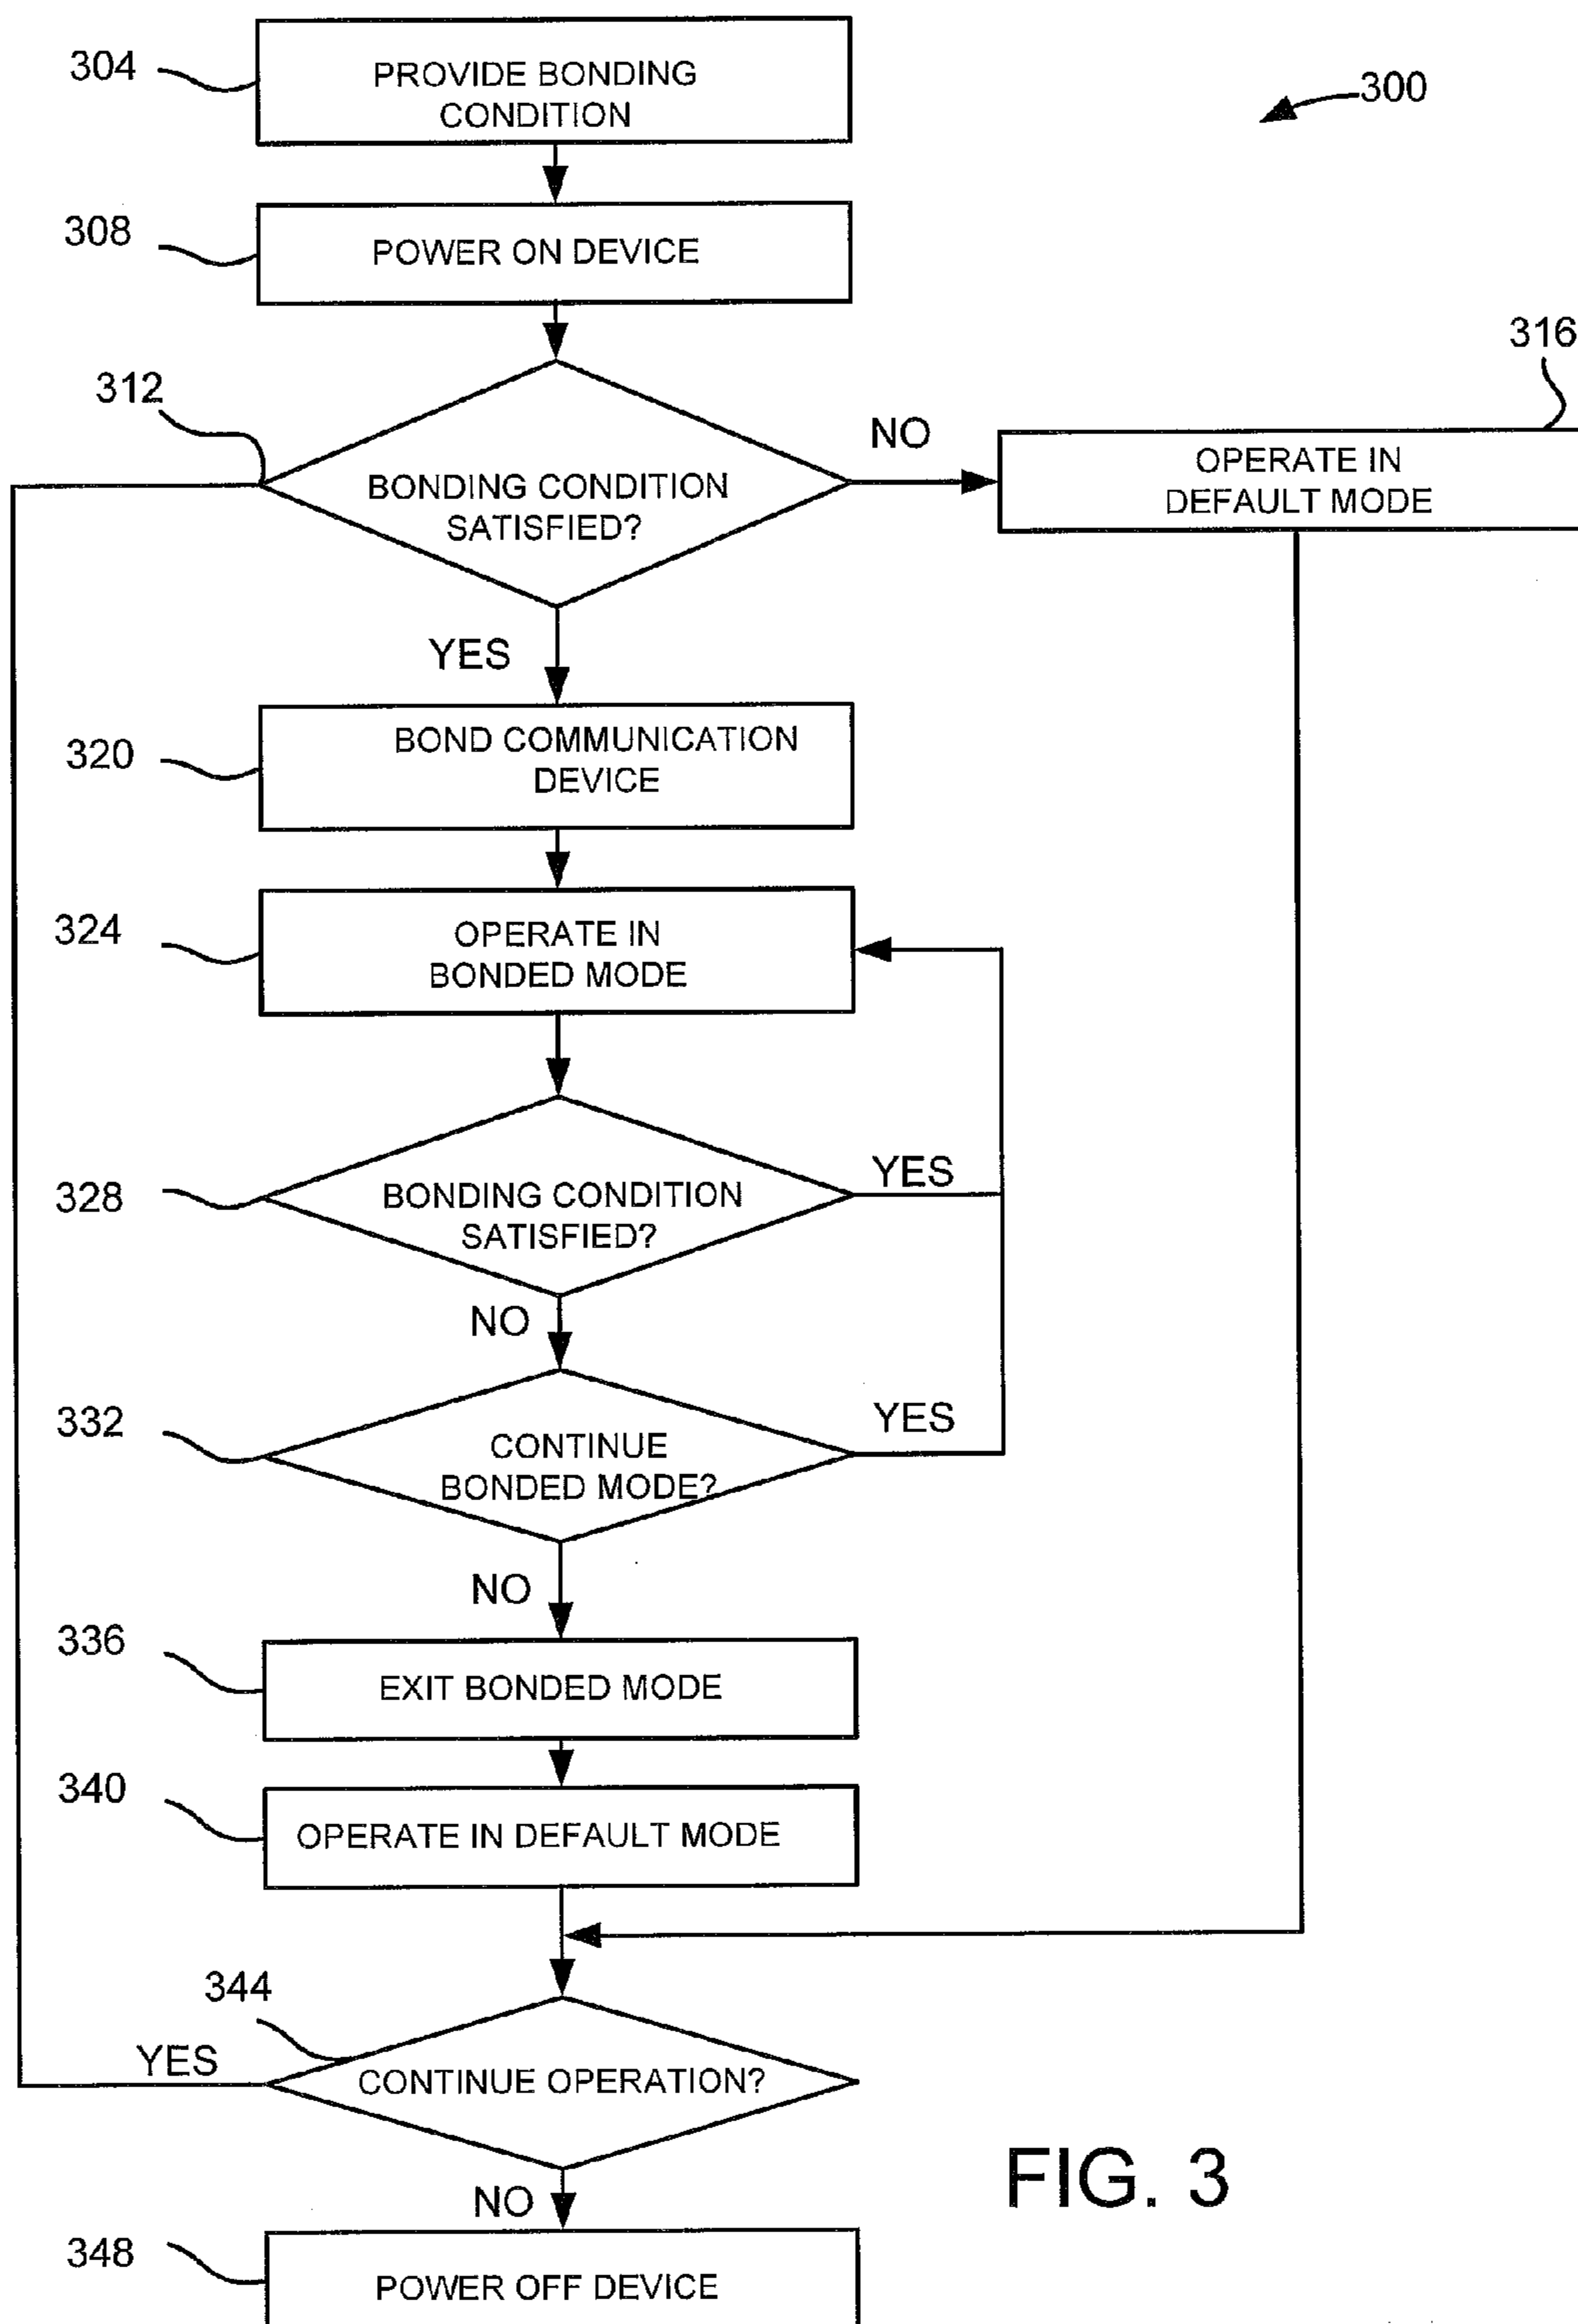 304
PROVIDE BONDING
CONDITION
300
308
POWER ON DEVICE
316
312
NO
BONDING CONDITION
SATISFIED?
OPERATE IN
DEFAULT MODE
YES
320
BOND COMMUNICATION
DEVICE
324
OPERATE IN
BONDED MODE
328
BONDING CONDITION
SATISFIED?
YES
NO
332
CONTINUE
BONDED MODE?
YES
NO
336
EXIT BONDED MODE
340
OPERATE IN DEFAULT MODE
344
YES
CONTINUE OPERATION?
NO
FIG. 3
348
POWER OFF DEVICE